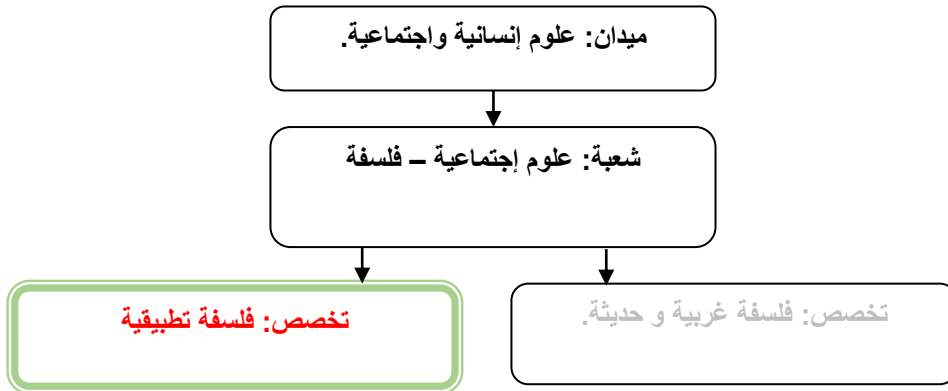 ميدان: علوم إنسانية واجتماعية.
شعبة: علوم إجتماعية – فلسفة
تخصص: فلسفة غربية و حديثة.
تخصص: فلسفة تطبيقية